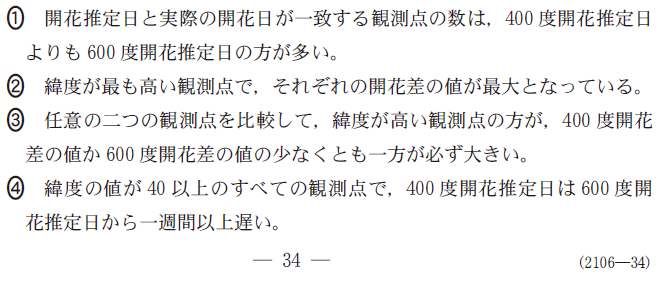 ① 開花推定日と実際の開花日が一致する観測点の数は，400 度開花推定日
よりも 600 度開花推定日の方が多い。
② 緯度が最も高い観測点で，それぞれの開花差の値が最大となっている。
③ 任意の二つの観測点を比較して，緯度が高い観測点の方が，400 度開花
差の値か 600 度開花差の値の少なくとも一方が必ず大きい。
④ 緯度の値が 40 以上のすべての観測点で，400 度開花推定日は 600 度開
花推定日から一週間以上遅い。
— 34 —
(2106—34)